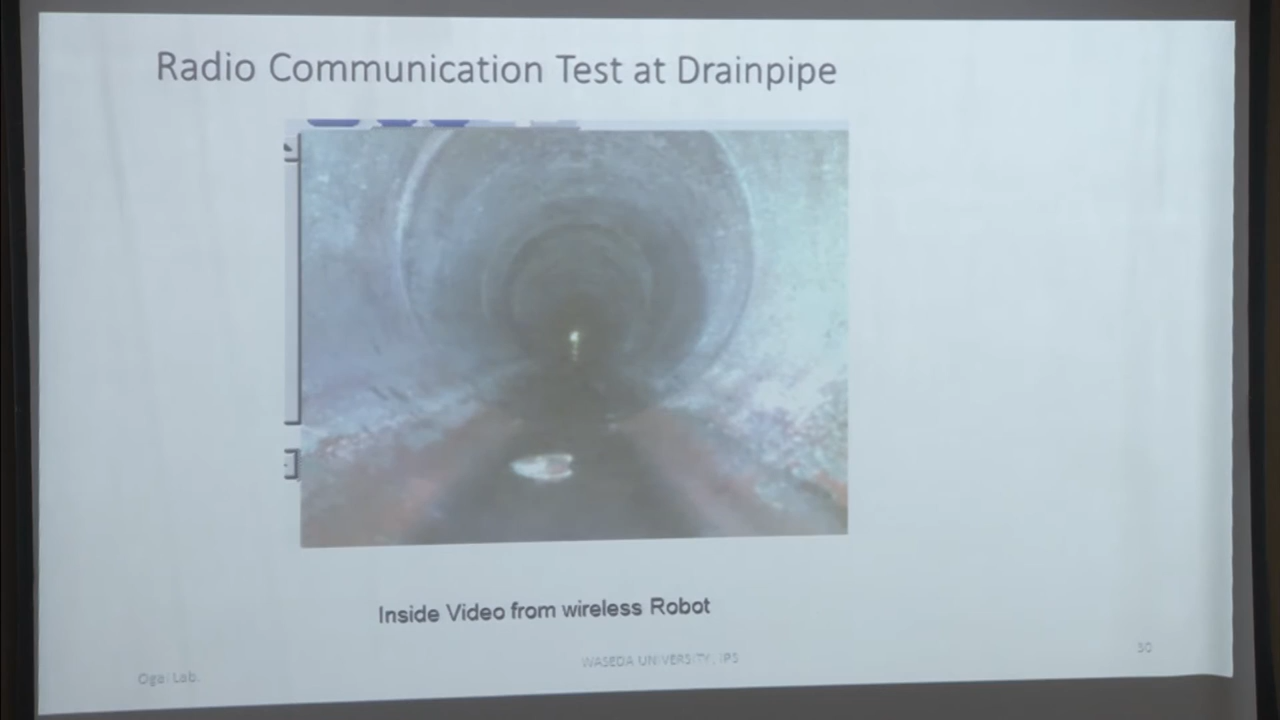 Radio Communication Test at Drainpipe
Inside Video from wireless Robot
WASEDA UNIVERSITY, IPS
Ogai Lab.
30